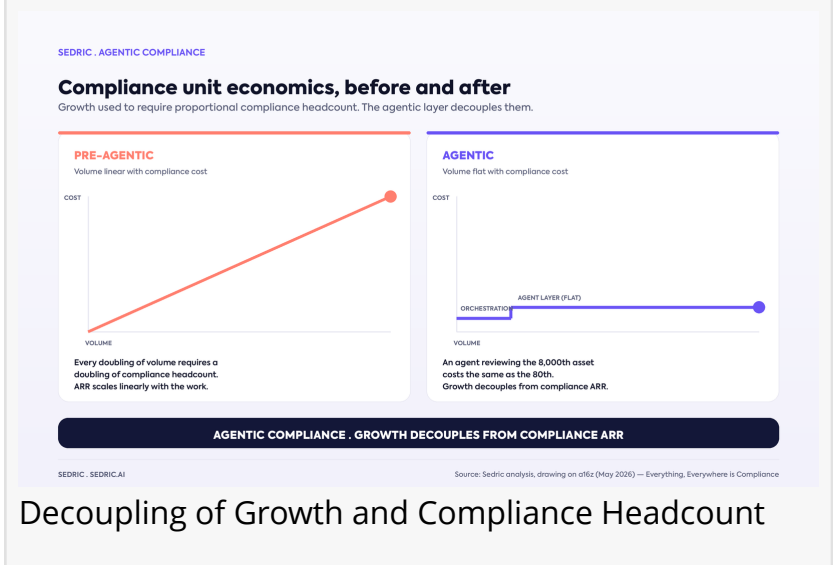 SEDRIC . AGENTIC COMPLIANCE
Compliance unit economics, before and after
Growth used to require proportional compliance headcount. The agentic layer decouples them.
PRE-AGENTIC
Volume linear with compliance cost
COST
VOLUME
Every doubling of volume requires a
doubling of compliance headcount.
ARR scales linearly with the work.
AGENTIC
Volume flat with compliance cost
COST
ORCHESTRATION
AGENT LAYER (FLAT)
VOLUME
An agent reviewing the 8,000th asset
costs the same as the 80th.
Growth decouples from compliance ARR.
AGENTIC COMPLIANCE . GROWTH DECOUPLES FROM COMPLIANCE ARR
SEDRIC . SEDRIC.AI
Source: Sedric analysis, drawing on a16z (May 2026) — Everything, Everywhere is Compliance
Decoupling of Growth and Compliance Headcount